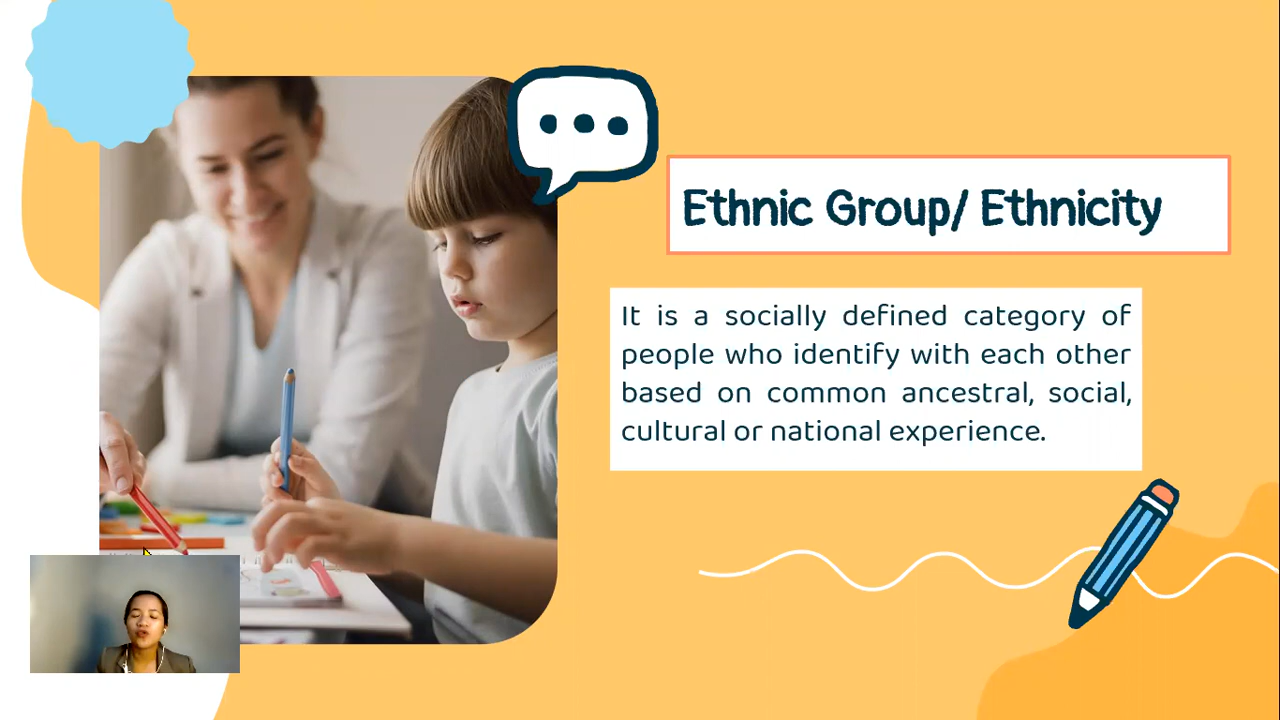 Ethnic Group/ Ethnicity
It is a socially defined category of
people who identify with each other
based on common ancestral, social,
cultural or national experience.